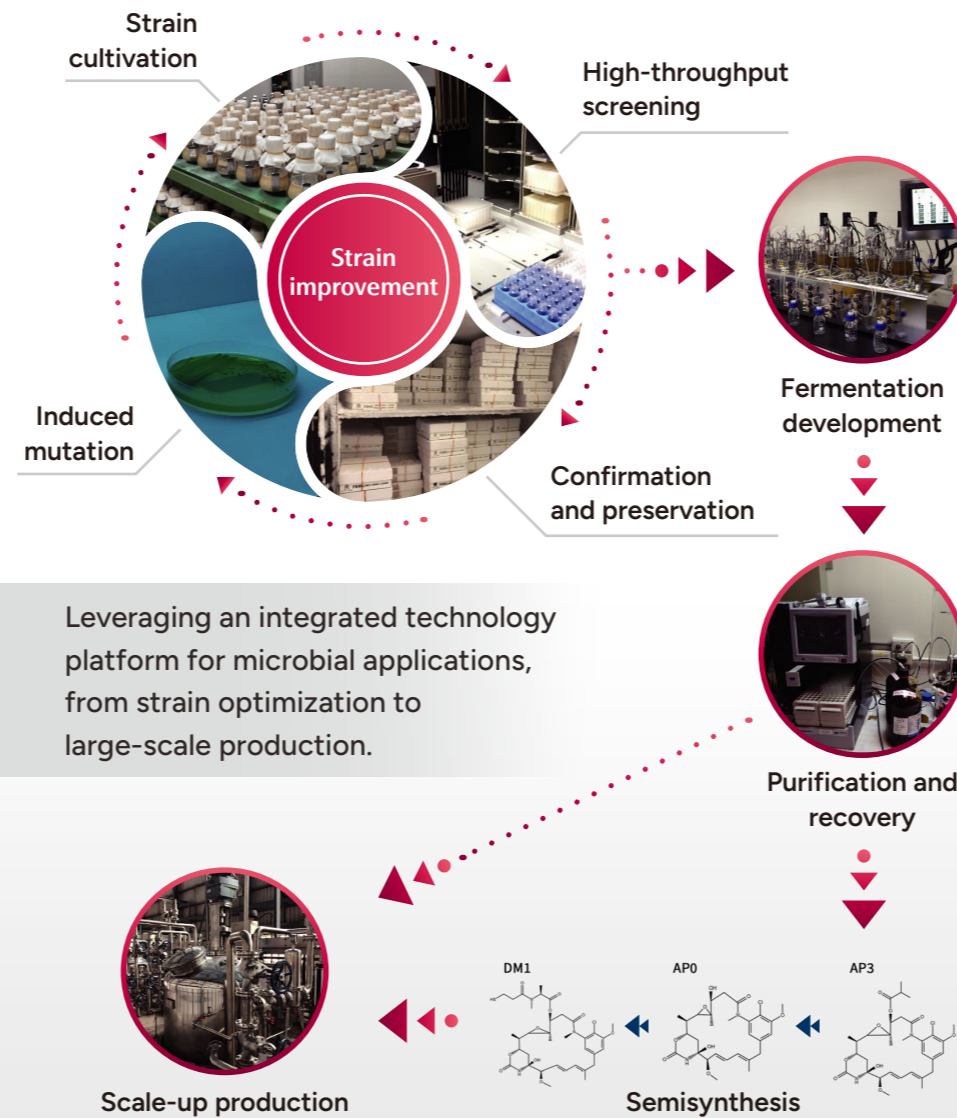 Strain
cultivation
High-throughput
screening
Strain
improvement
Induced
mutation
Confirmation
and preservation
Fermentation
development
Leveraging an integrated technology
platform for microbial applications,
from strain optimization to
large-scale production.
Purification and
recovery
DM1
AP0
AP3
Scale-up production
Semisynthesis